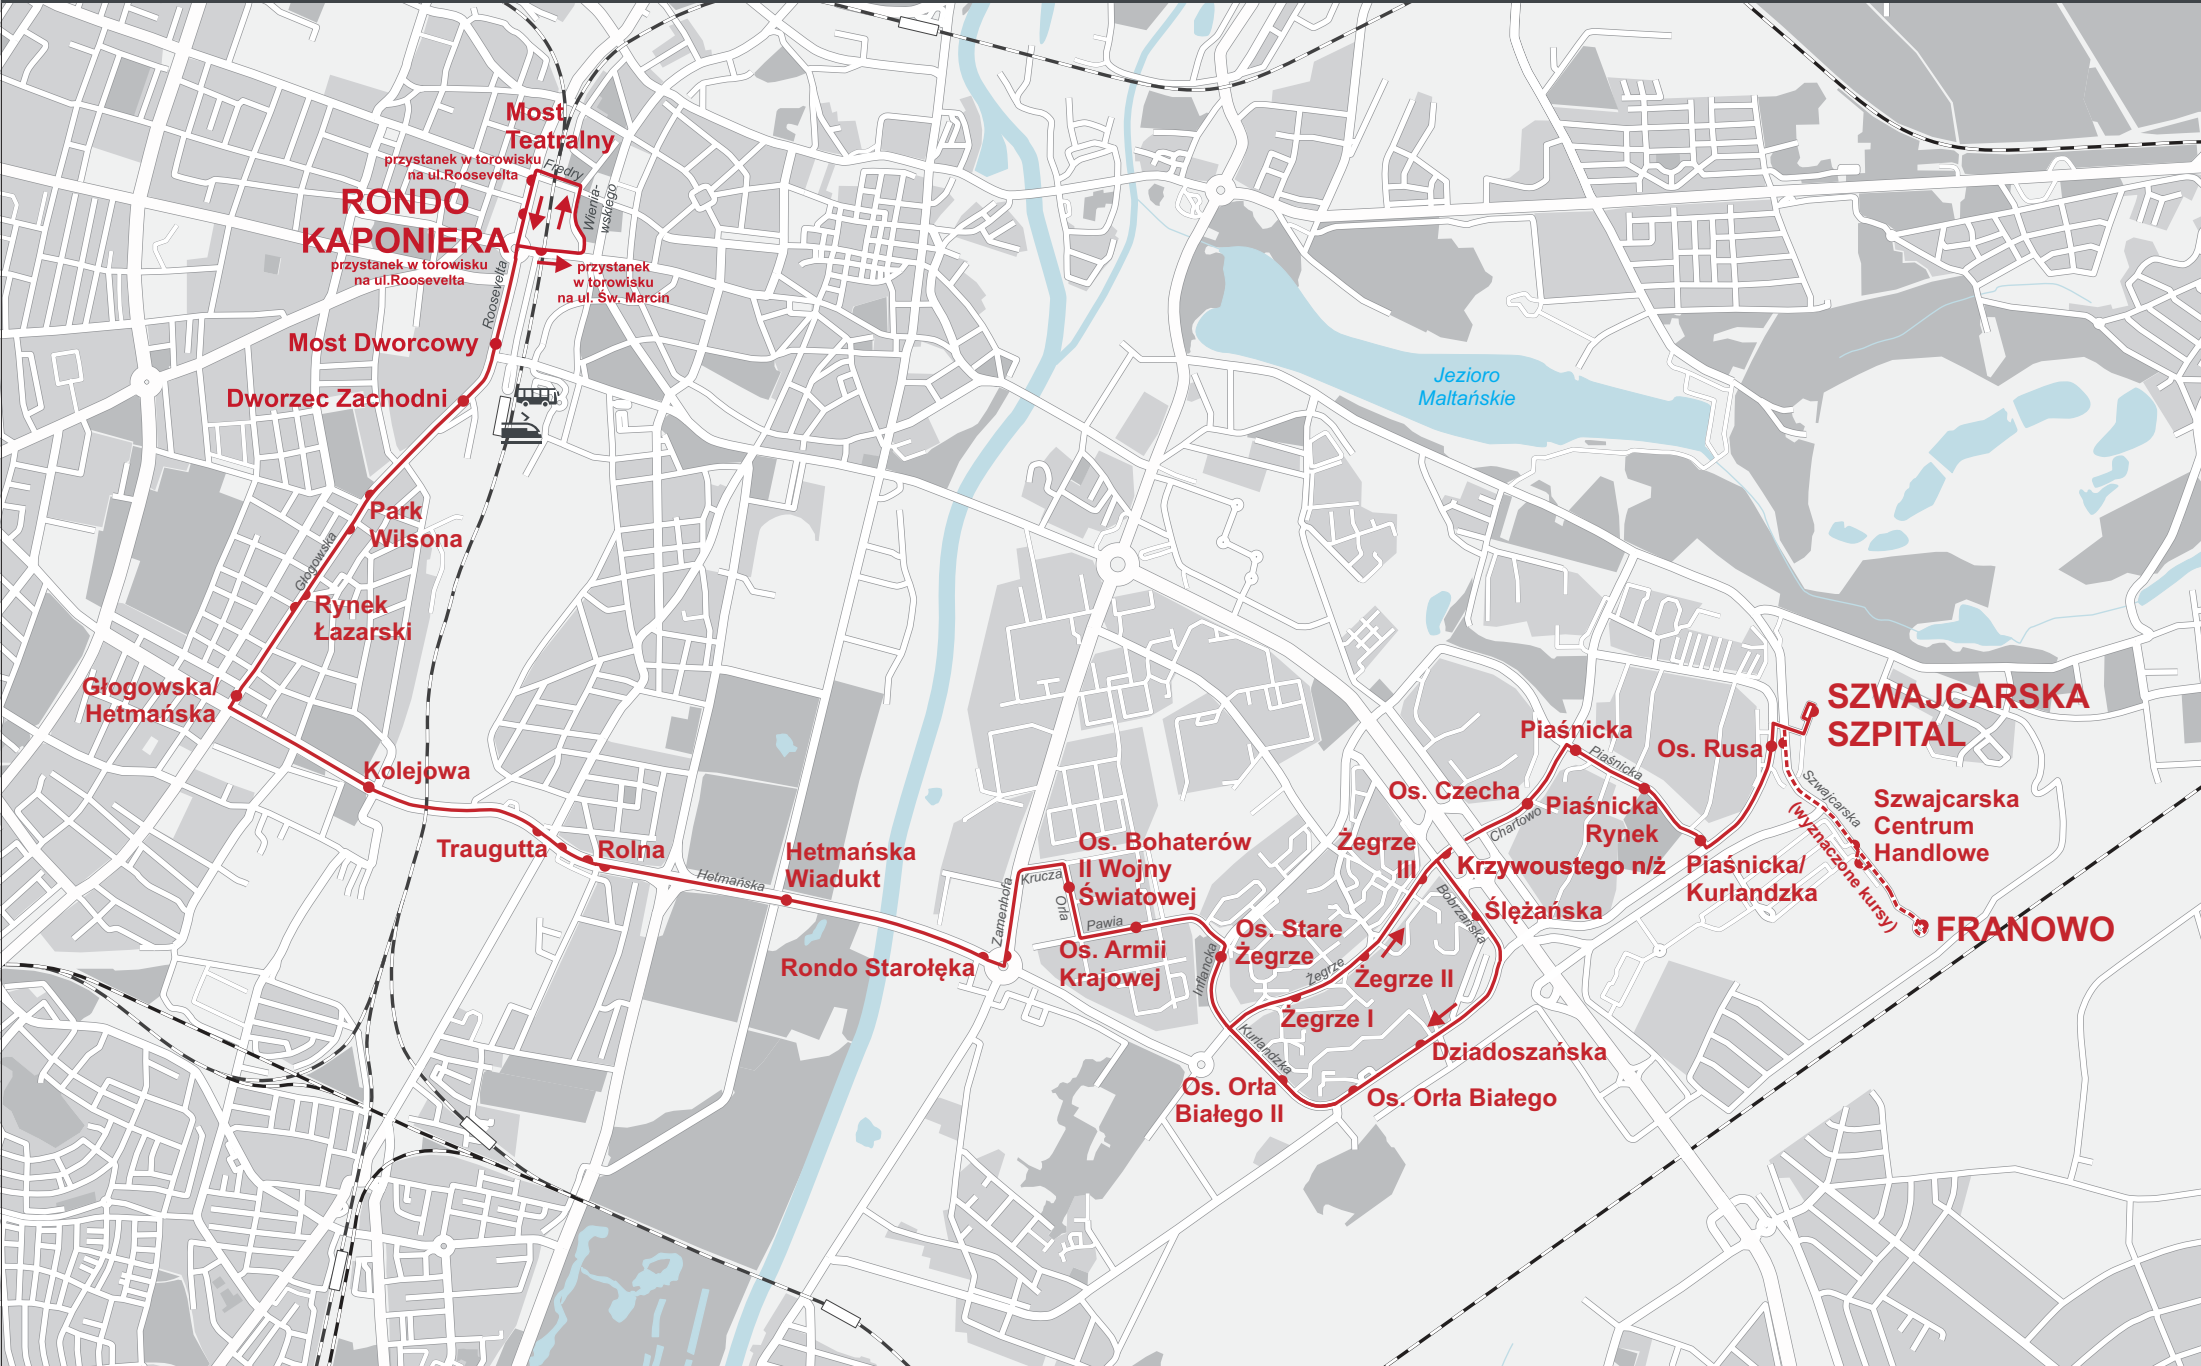 Most
Teatralny
przystanek w torowisku
na ul.Roosevelta
Fredry
Wienia-
wskiego
RONDO
KAPONIERA
przystanek w torowisku
na ul.Roosevelta
przystanek
w torowisku
na ul. Św. Marcin
Roosevelta
Most Dworcowy
Dworzec Zachodni
Jezioro
Maltańskie
Park
Wilsona
Głogowska
Rynek
Łazarski
Głogowska/
Hetmańska
Kolejowa
Traugutta
Rolna
Hetmańska
Hetmańska
Wiadukt
Rondo Starołęka
Zamenhofa
Krucza
Orla
Os. Bohaterów
II Wojny
Światowej
Pawia
Os. Armii
Krajowej
Inflancka
Os. Stare
Żegrze
Żegrze
Żegrze I
Żegrze II
Żegrze
III
Kurlandzka
Os. Orła
Białego II
Os. Orła Białego
Dziadoszańska
Ślężańska
Bobrzańska
Krzywoustego n/ż
Chartowo
Os. Czecha
Piaśnicka
Piaśnicka
Piaśnicka
Rynek
Piaśnicka/
Kurlandzka
Os. Rusa
SZWAJCARSKA
SZPITAL
Szwajcarska
(wyznaczone kursy)
Szwajcarska
Centrum
Handlowe
FRANOWO